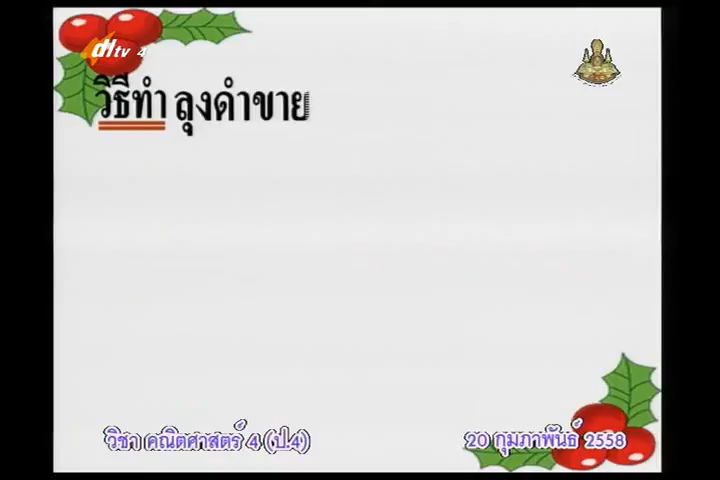 dltv 4
วิธีทำ ลุงดำขาย
วิชา คณิตศาสตร์ 4 (ป.4)
20 กุมภาพันธ์ 2558